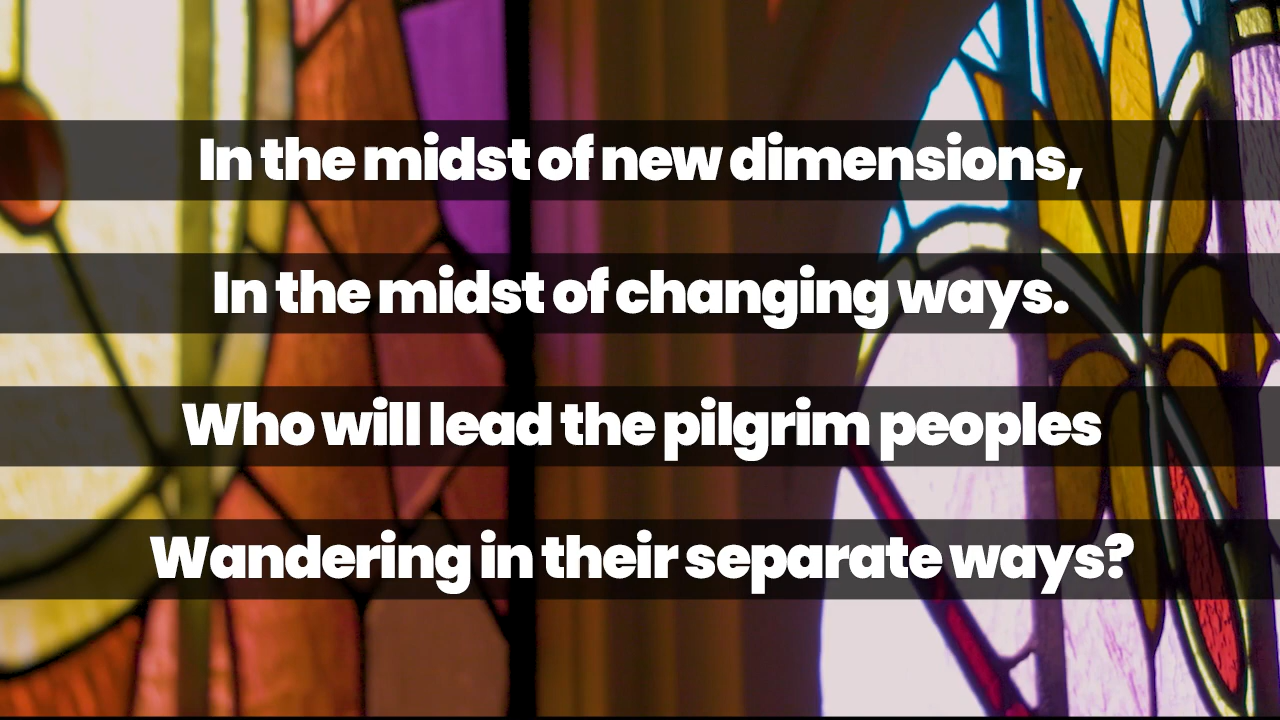 In the midst of new dimensions,
In the midst of changing ways.
Who will lead the pilgrim peoples
Wandering in their separate ways?